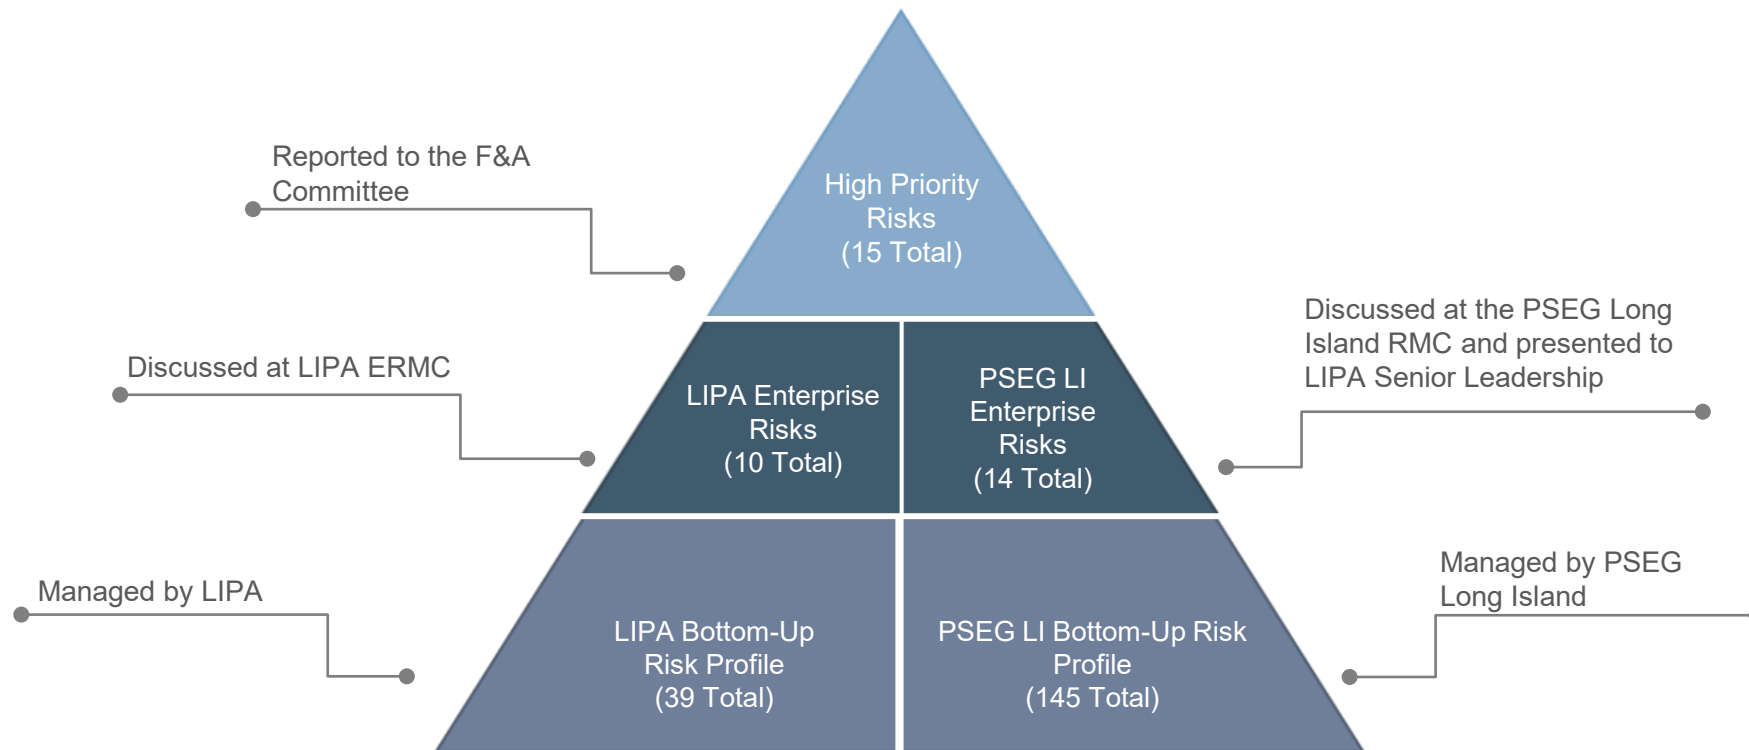 Reported to the F&A
Committee
High Priority
Risks
(15 Total)
Discussed at LIPA ERMC
LIPA Enterprise
Risks
(10 Total)
PSEG LI
Enterprise
Risks
(14 Total)
Discussed at the PSEG Long
Island RMC and presented to
LIPA Senior Leadership
Managed by LIPA
LIPA Bottom-Up
Risk Profile
(39 Total)
PSEG LI Bottom-Up Risk
Profile
(145 Total)
Managed by PSEG
Long Island